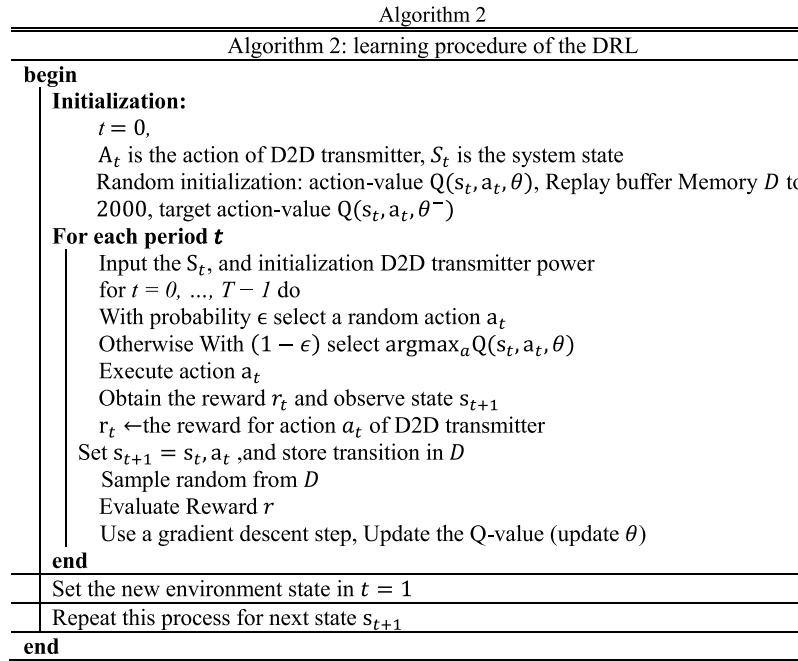 Algorithm 2
Algorithm 2: learning procedure of the DRL
begin
Initialization:
t = 0,
A_t is the action of D2D transmitter, S_t is the system state
Random initialization: action-value Q(s_t, a_t, θ), Replay buffer Memory D to
2000, target action-value Q(s_t, a_t, θ⁻)
For each period t
Input the S_t, and initialization D2D transmitter power
for t = 0, ..., T − 1 do
With probability ϵ select a random action a_t
Otherwise With (1 − ϵ) select argmax_a Q(s_t, a_t, θ)
Execute action a_t
Obtain the reward r_t and observe state s_{t+1}
r_t ←the reward for action a_t of D2D transmitter
Set s_{t+1} = s_t, a_t ,and store transition in D
Sample random from D
Evaluate Reward r
Use a gradient descent step, Update the Q-value (update θ)
end
Set the new environment state in t = 1
Repeat this process for next state s_{t+1}
end